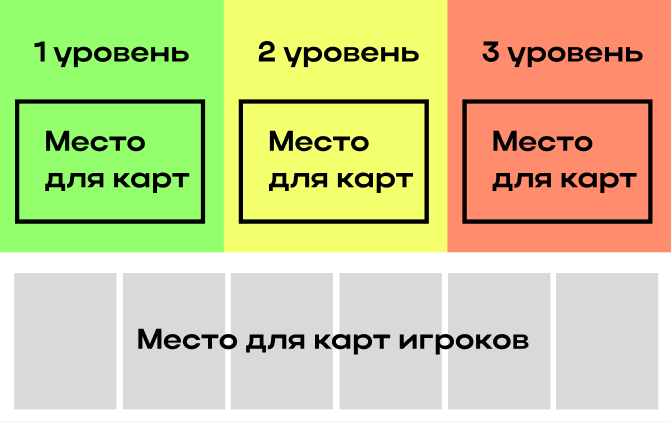 1 уровень
2 уровень
3 уровень
Место
для карт
Место
для карт
Место
для карт
Место для карт игроков